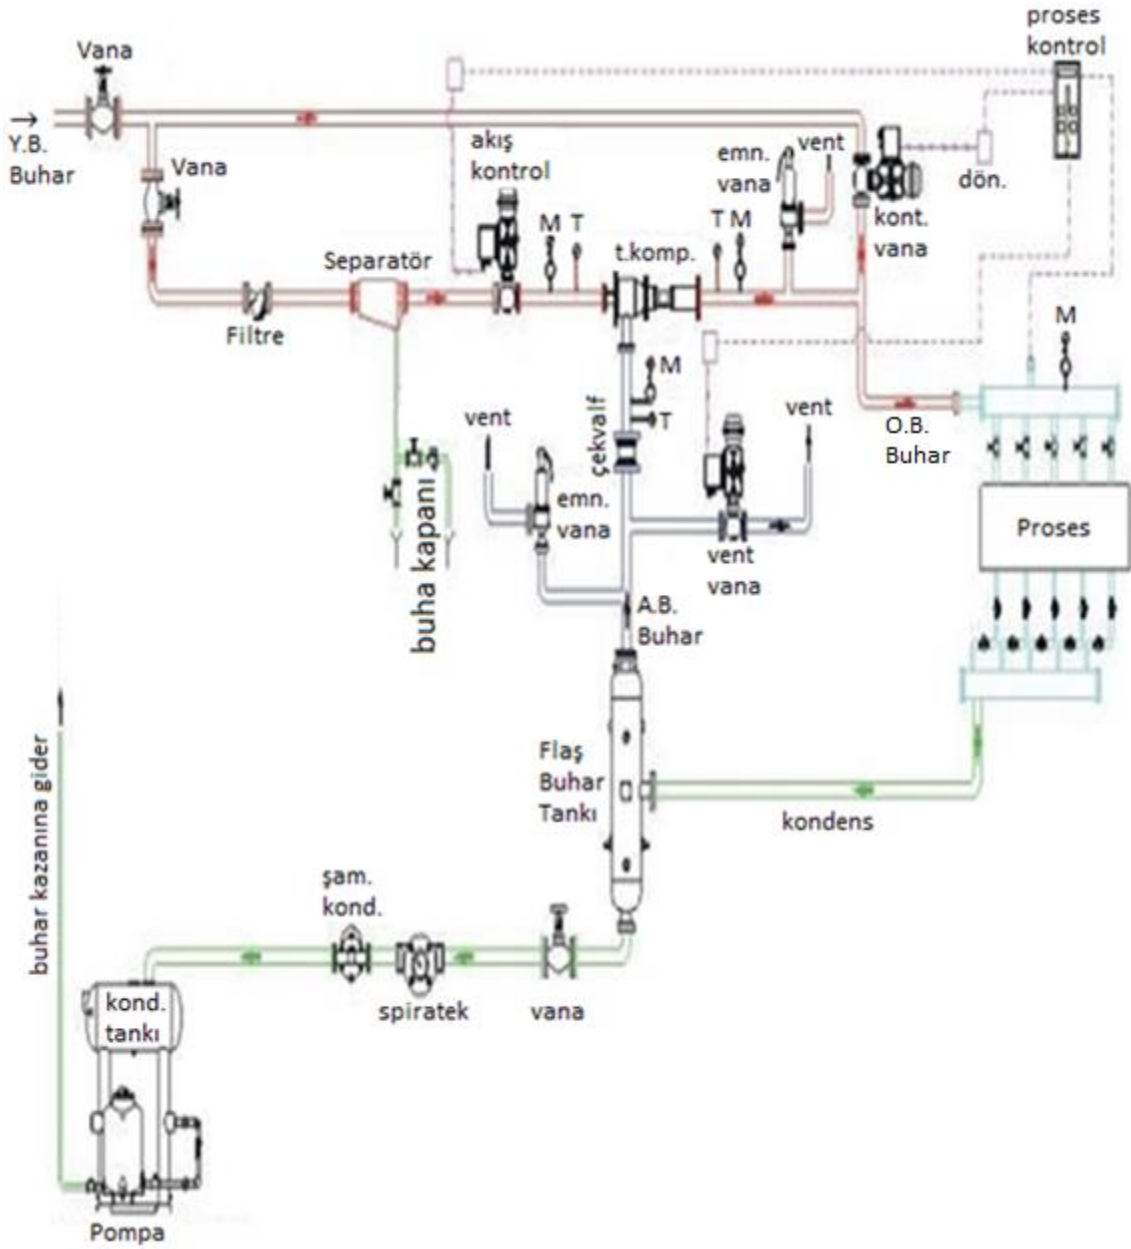 proses
kontrol
Vana
→
Y.B.
Buhar
Vana
akış
kontrol
emn.
vana
vent
dön.
kont.
vana
M
T
T
M
Separatör
t.komp.
Filtre
M
M
T
çekvalf
vent
vent
O.B.
Buhar
emn.
vana
buha kapanı
vent
vana
Proses
A.B.
Buhar
Flaş
Buhar
Tankı
kondens
buhar kazanına gider
şam.
kond.
spiratek
vana
kond.
tankı
Pompa